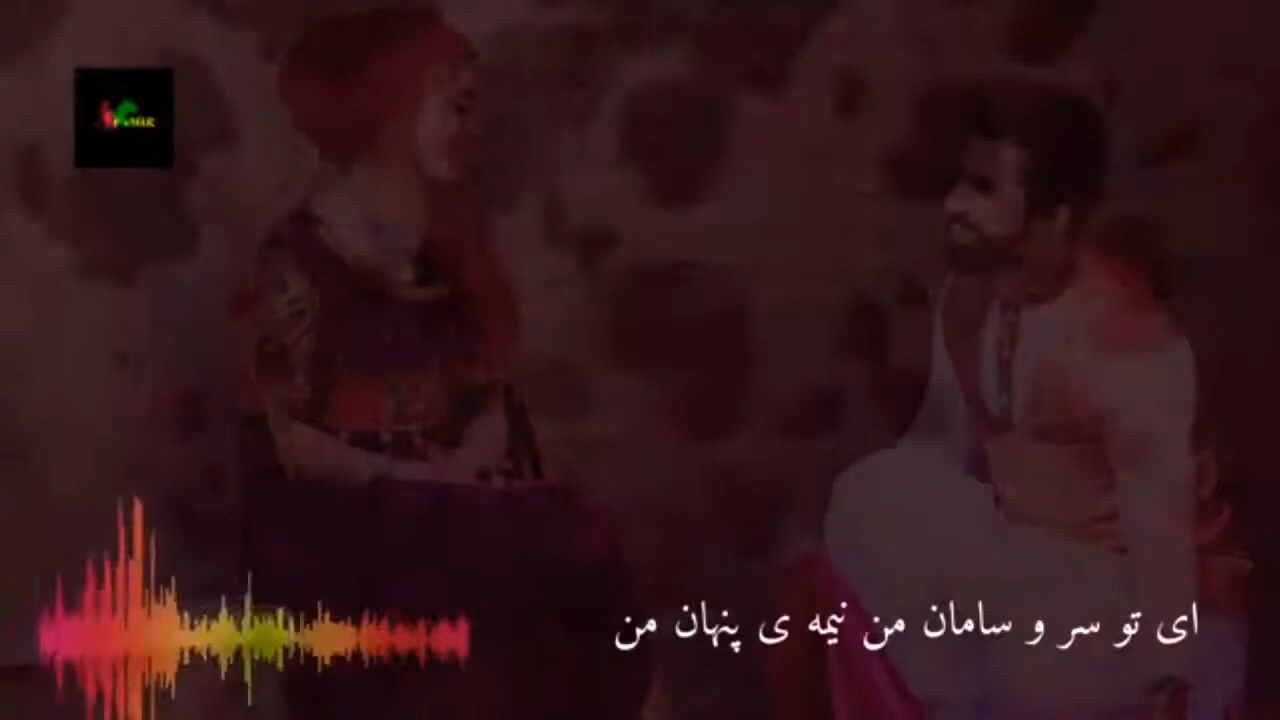 ای تو سر و سامان من نیمه ی پنهان من